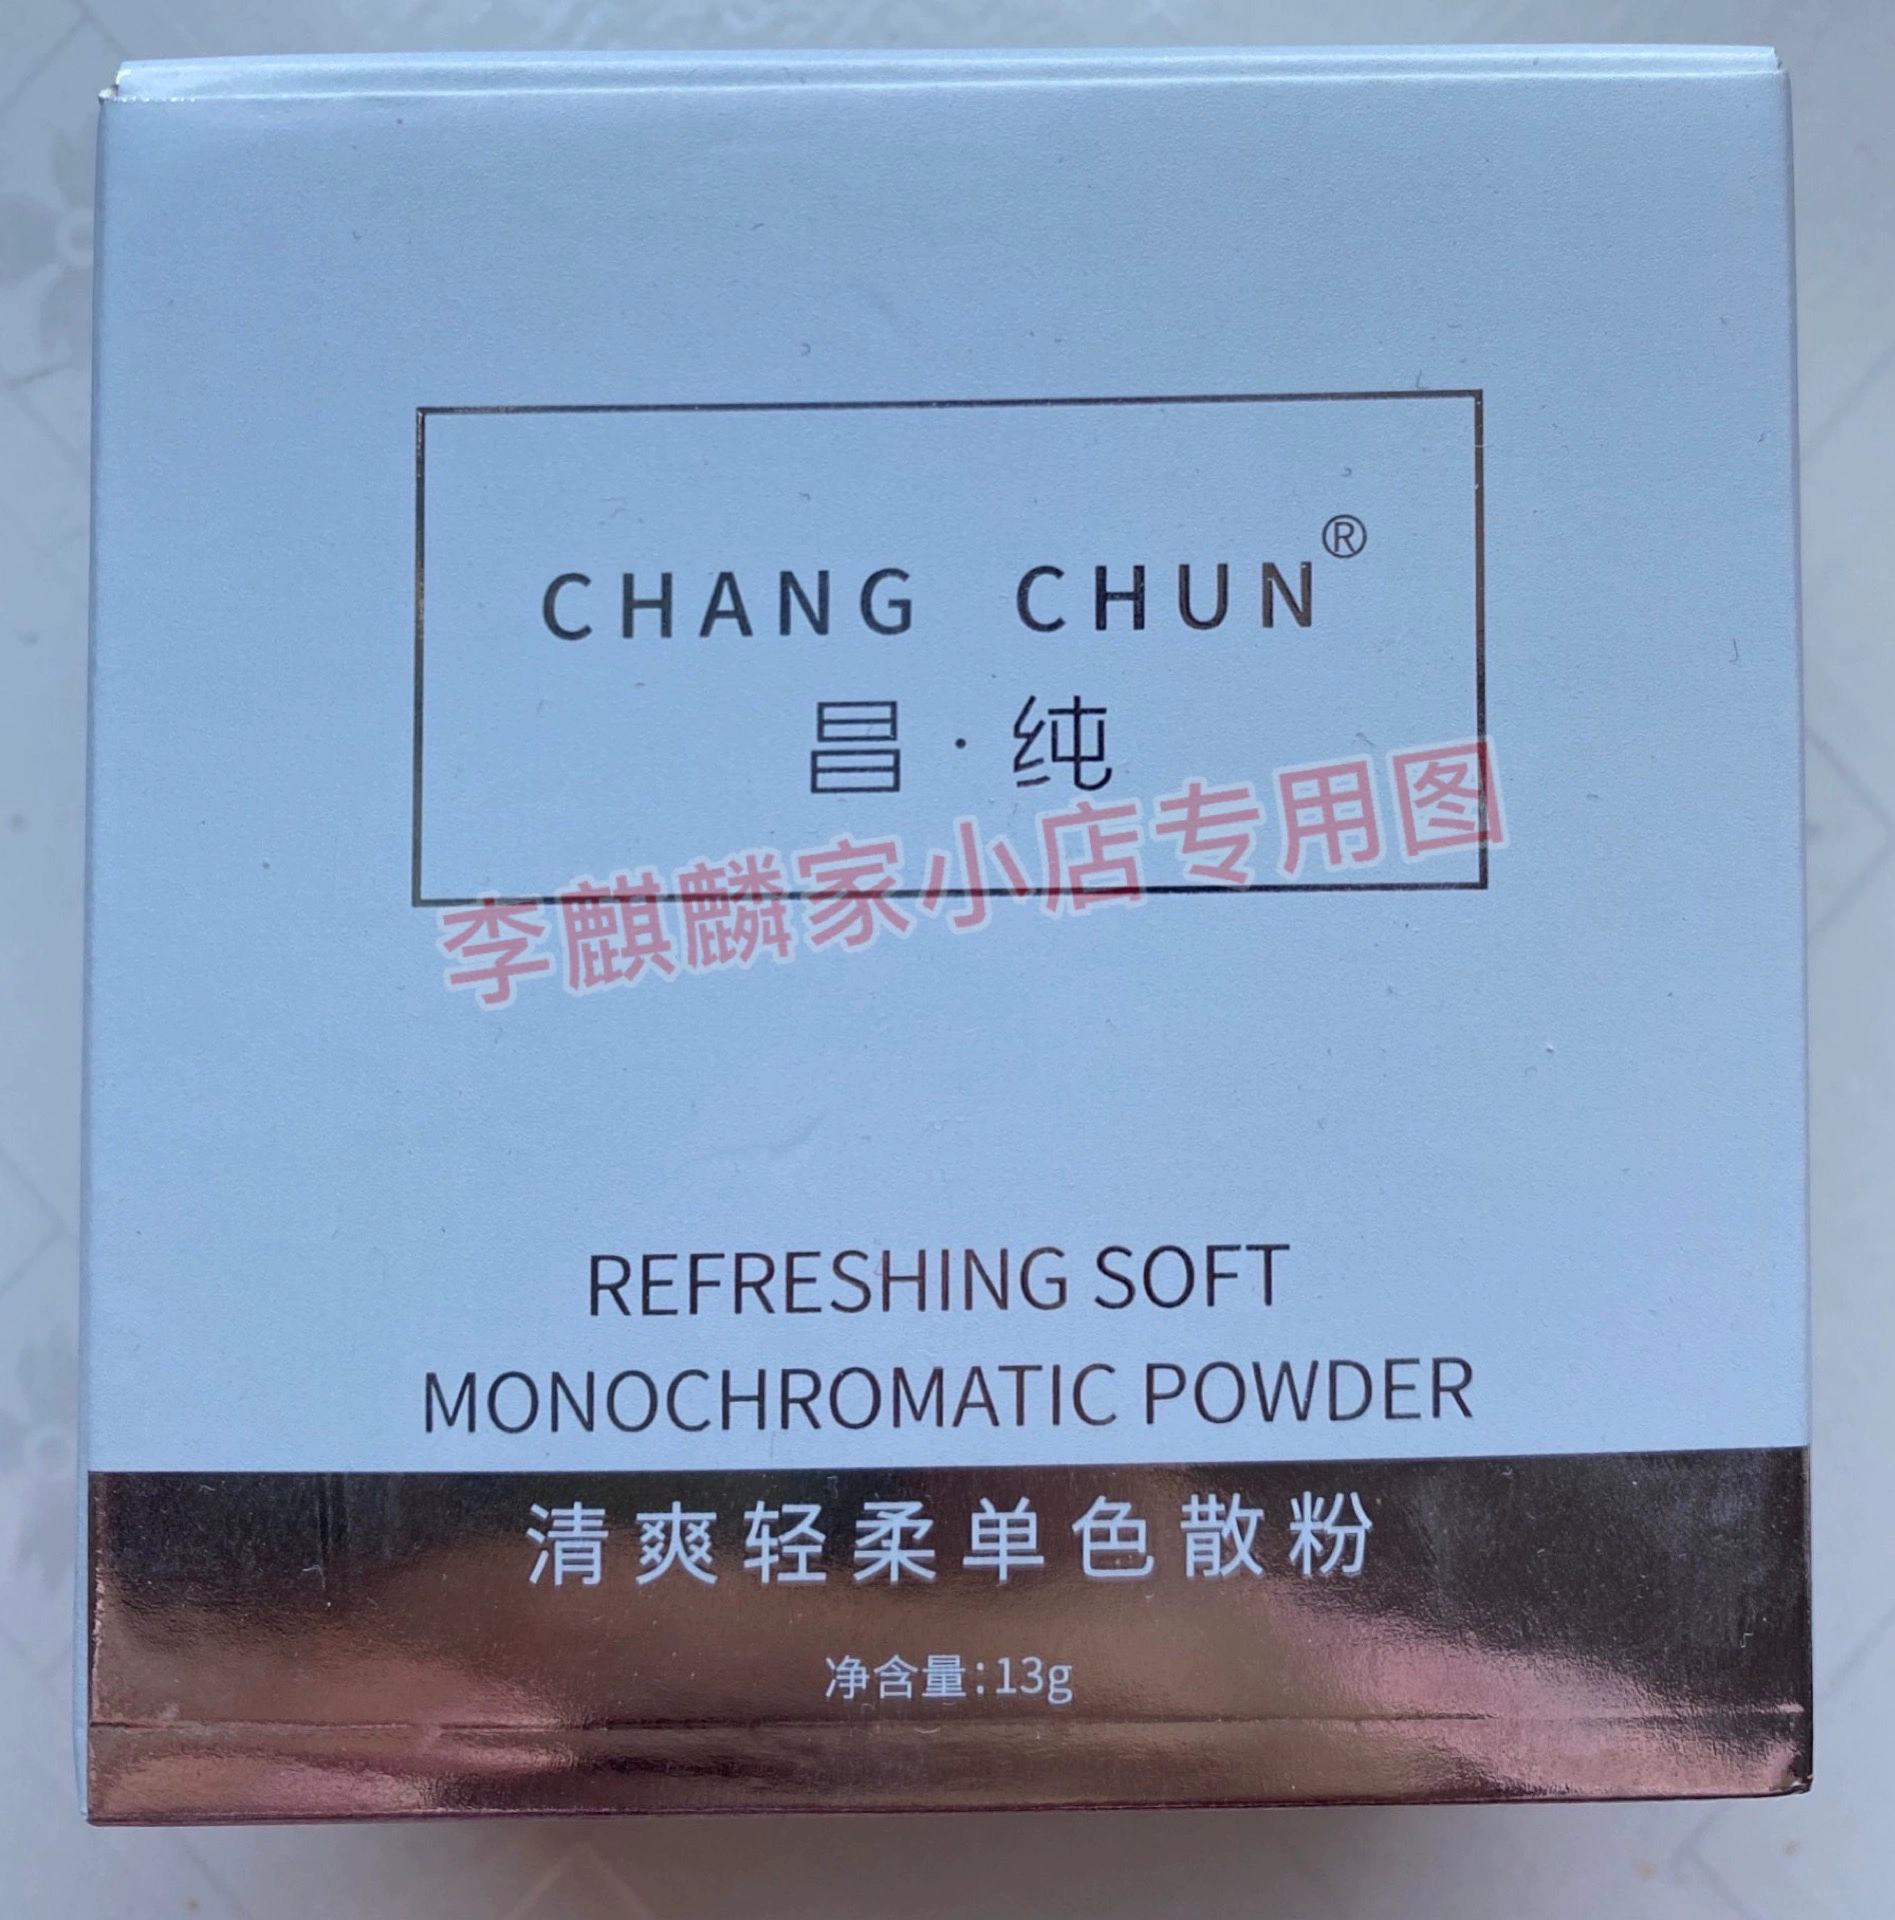 CHANG CHUN®
昌·纯
李麒麟家小店专用图
REFRESHING SOFT
MONOCHROMATIC POWDER
清爽轻柔单色散粉
净含量:13g